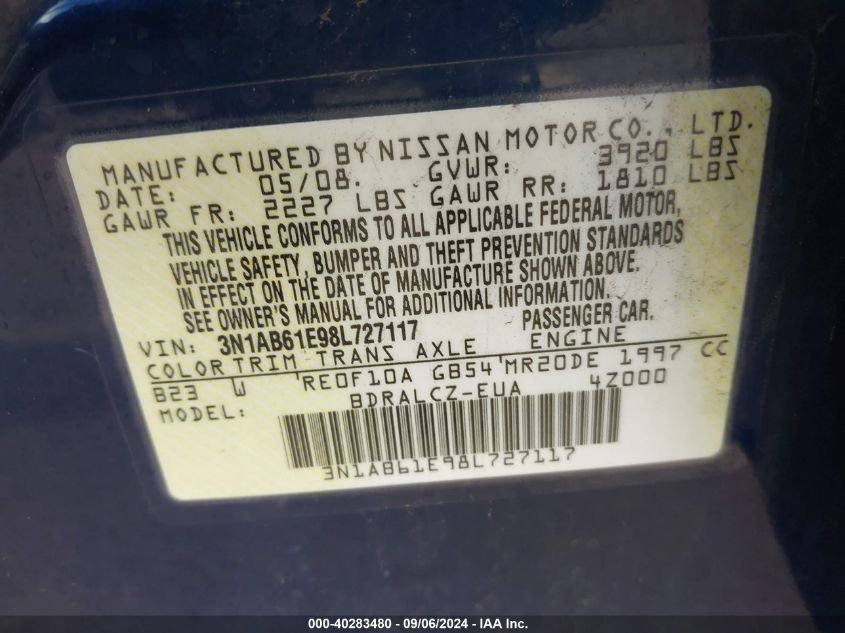 MANUFACTURED BY NISSAN MOTOR CO., LTD.
DATE: 05/08. GVWR: 3920 LBS
GAWR FR: 2227 LBS GAWR RR: 1810 LBS
THIS VEHICLE CONFORMS TO ALL APPLICABLE FEDERAL MOTOR,
VEHICLE SAFETY, BUMPER AND THEFT PREVENTION STANDARDS
IN EFFECT ON THE DATE OF MANUFACTURE SHOWN ABOVE.
SEE OWNER'S MANUAL FOR ADDITIONAL INFORMATION.
VIN: 3N1AB61E98L727117 PASSENGER CAR.
COLOR TRIM TRANS AXLE ENGINE
B23 W RE0F10A GB54 MR20DE 1997 CC
MODEL: BDRALCZ-EUA 4Z000
3N1AB61E98L727117
000-40283480 - 09/06/2024 - IAA Inc.